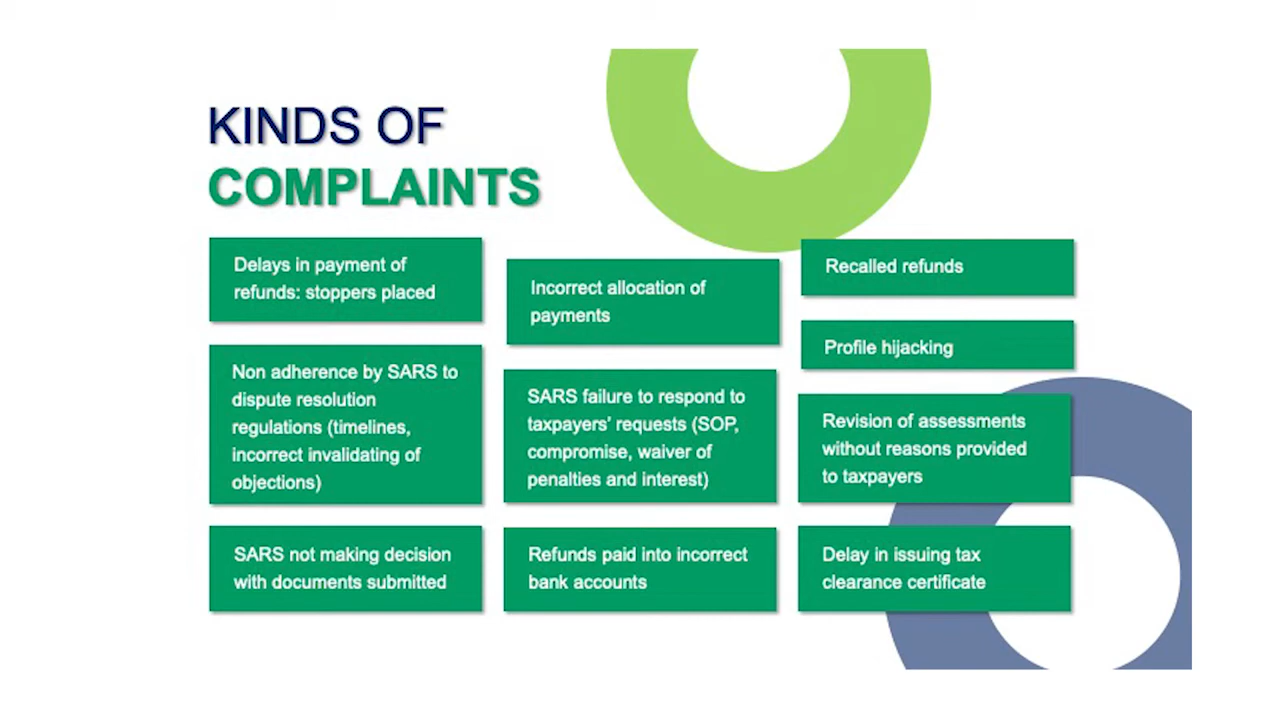 KINDS OF
COMPLAINTS
Delays in payment of
refunds: stoppers placed
Non adherence by SARS to
dispute resolution
regulations (timelines,
incorrect invalidating of
objections)
SARS not making decision
with documents submitted
Incorrect allocation of
payments
SARS failure to respond to
taxpayers' requests (SOP,
compromise, waiver of
penalties and interest)
Refunds paid into incorrect
bank accounts
Recalled refunds
Profile hijacking
Revision of assessments
without reasons provided
to taxpayers
Delay in issuing tax
clearance certificate